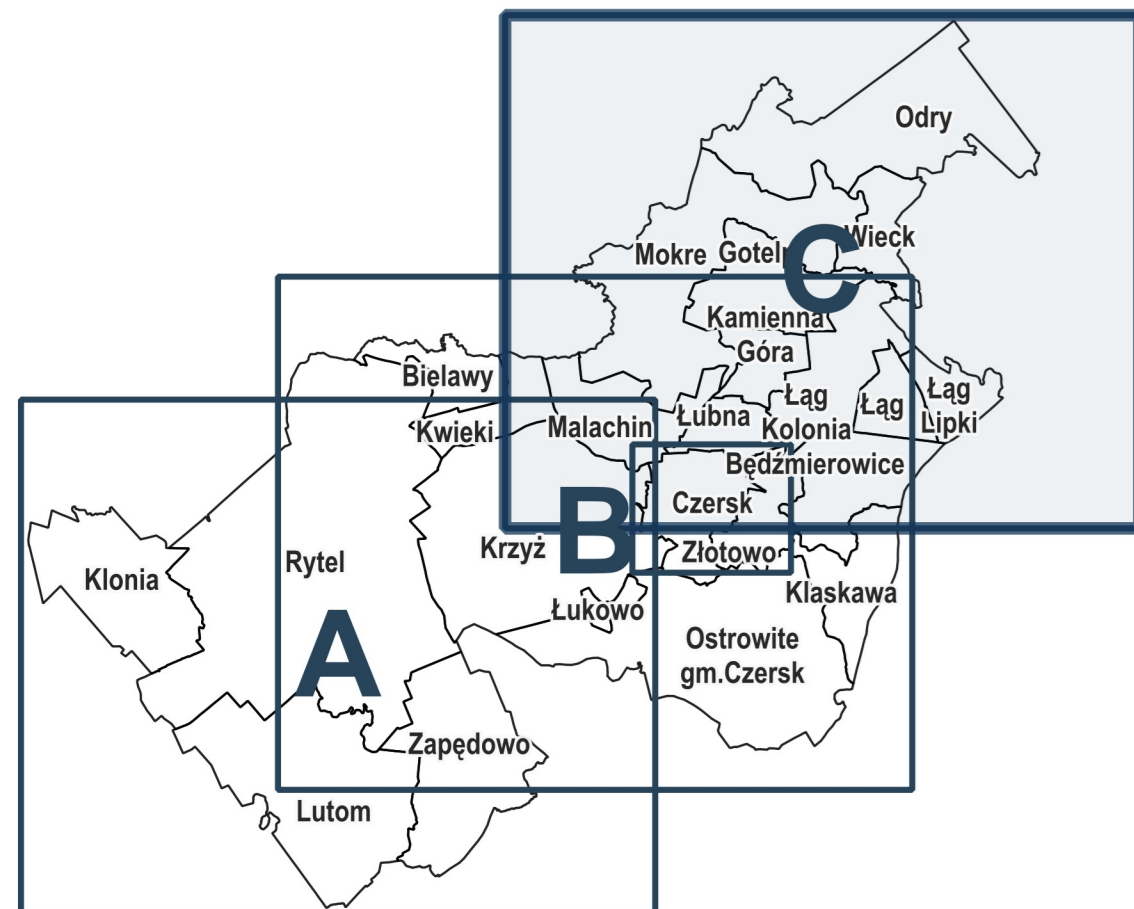 Odry
Wieck
Mokre
C
Kamienna
Góra
Bielawy
Łąg
Lipki
Łąg
Łąg
Kolonia
Łubna
Malachin
Kwieki
Będźmierowice
Czersk
B
Krzyż
Złotowo
Rytel
Klonia
Klaskawa
Łukowo
A
Ostrowite
gm.Czersk
Zapędowo
Lutom